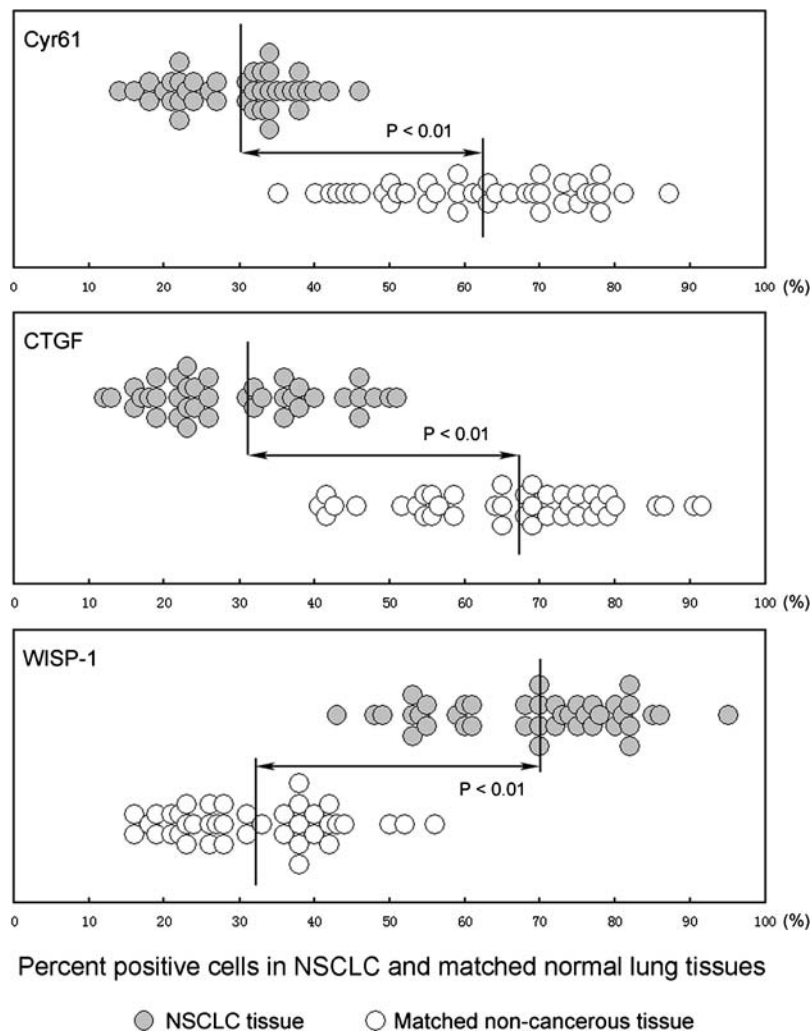 Cyr61
P < 0.01
0 10 20 30 40 50 60 70 80 90 100 (%)
CTGF
P < 0.01
0 10 20 30 40 50 60 70 80 90 100 (%)
WISP-1
P < 0.01
0 10 20 30 40 50 60 70 80 90 100 (%)
Percent positive cells in NSCLC and matched normal lung tissues
NSCLC tissue Matched non-cancerous tissue